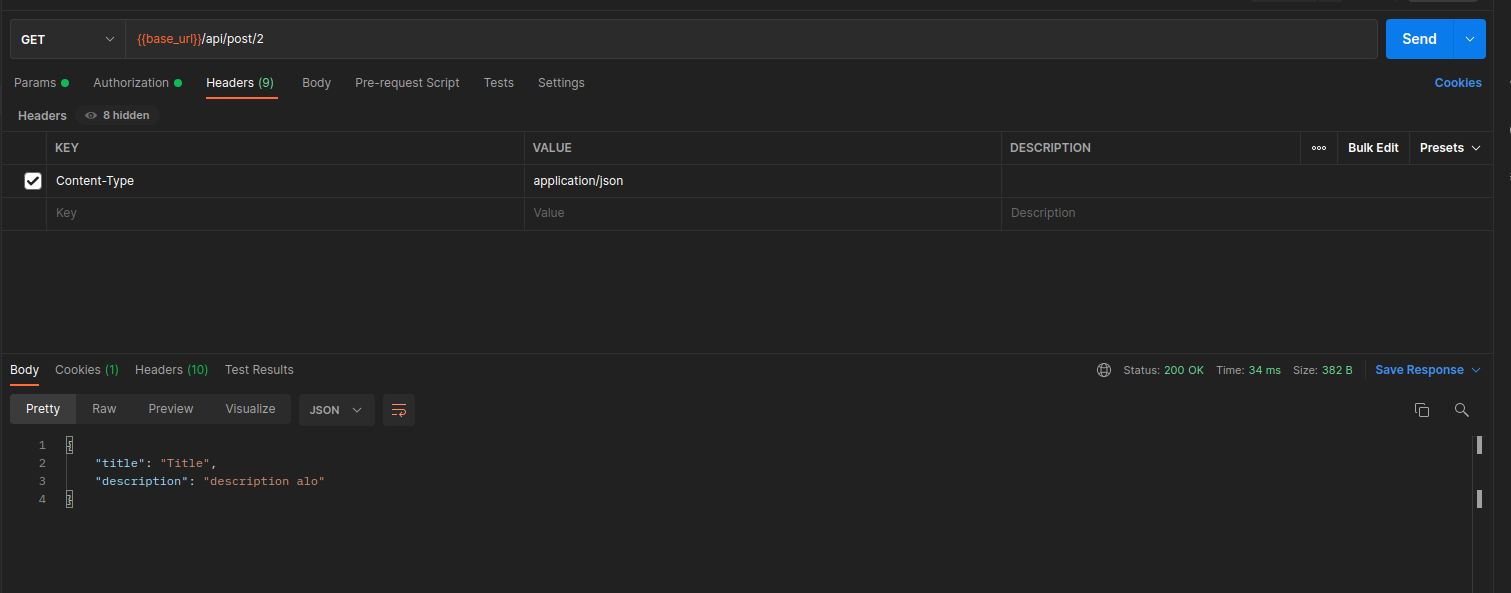 GET {{base_url}}/api/post/2 Send
Params Authorization Headers (9) Body Pre-request Script Tests Settings Cookies
Headers 8 hidden
KEY VALUE DESCRIPTION Bulk Edit Presets
Content-Type application/json
Key Value Description
Body Cookies (1) Headers (10) Test Results Status: 200 OK Time: 34 ms Size: 382 B Save Response
Pretty Raw Preview Visualize JSON
1 {
2 "title": "Title",
3 "description": "description alo"
4 }